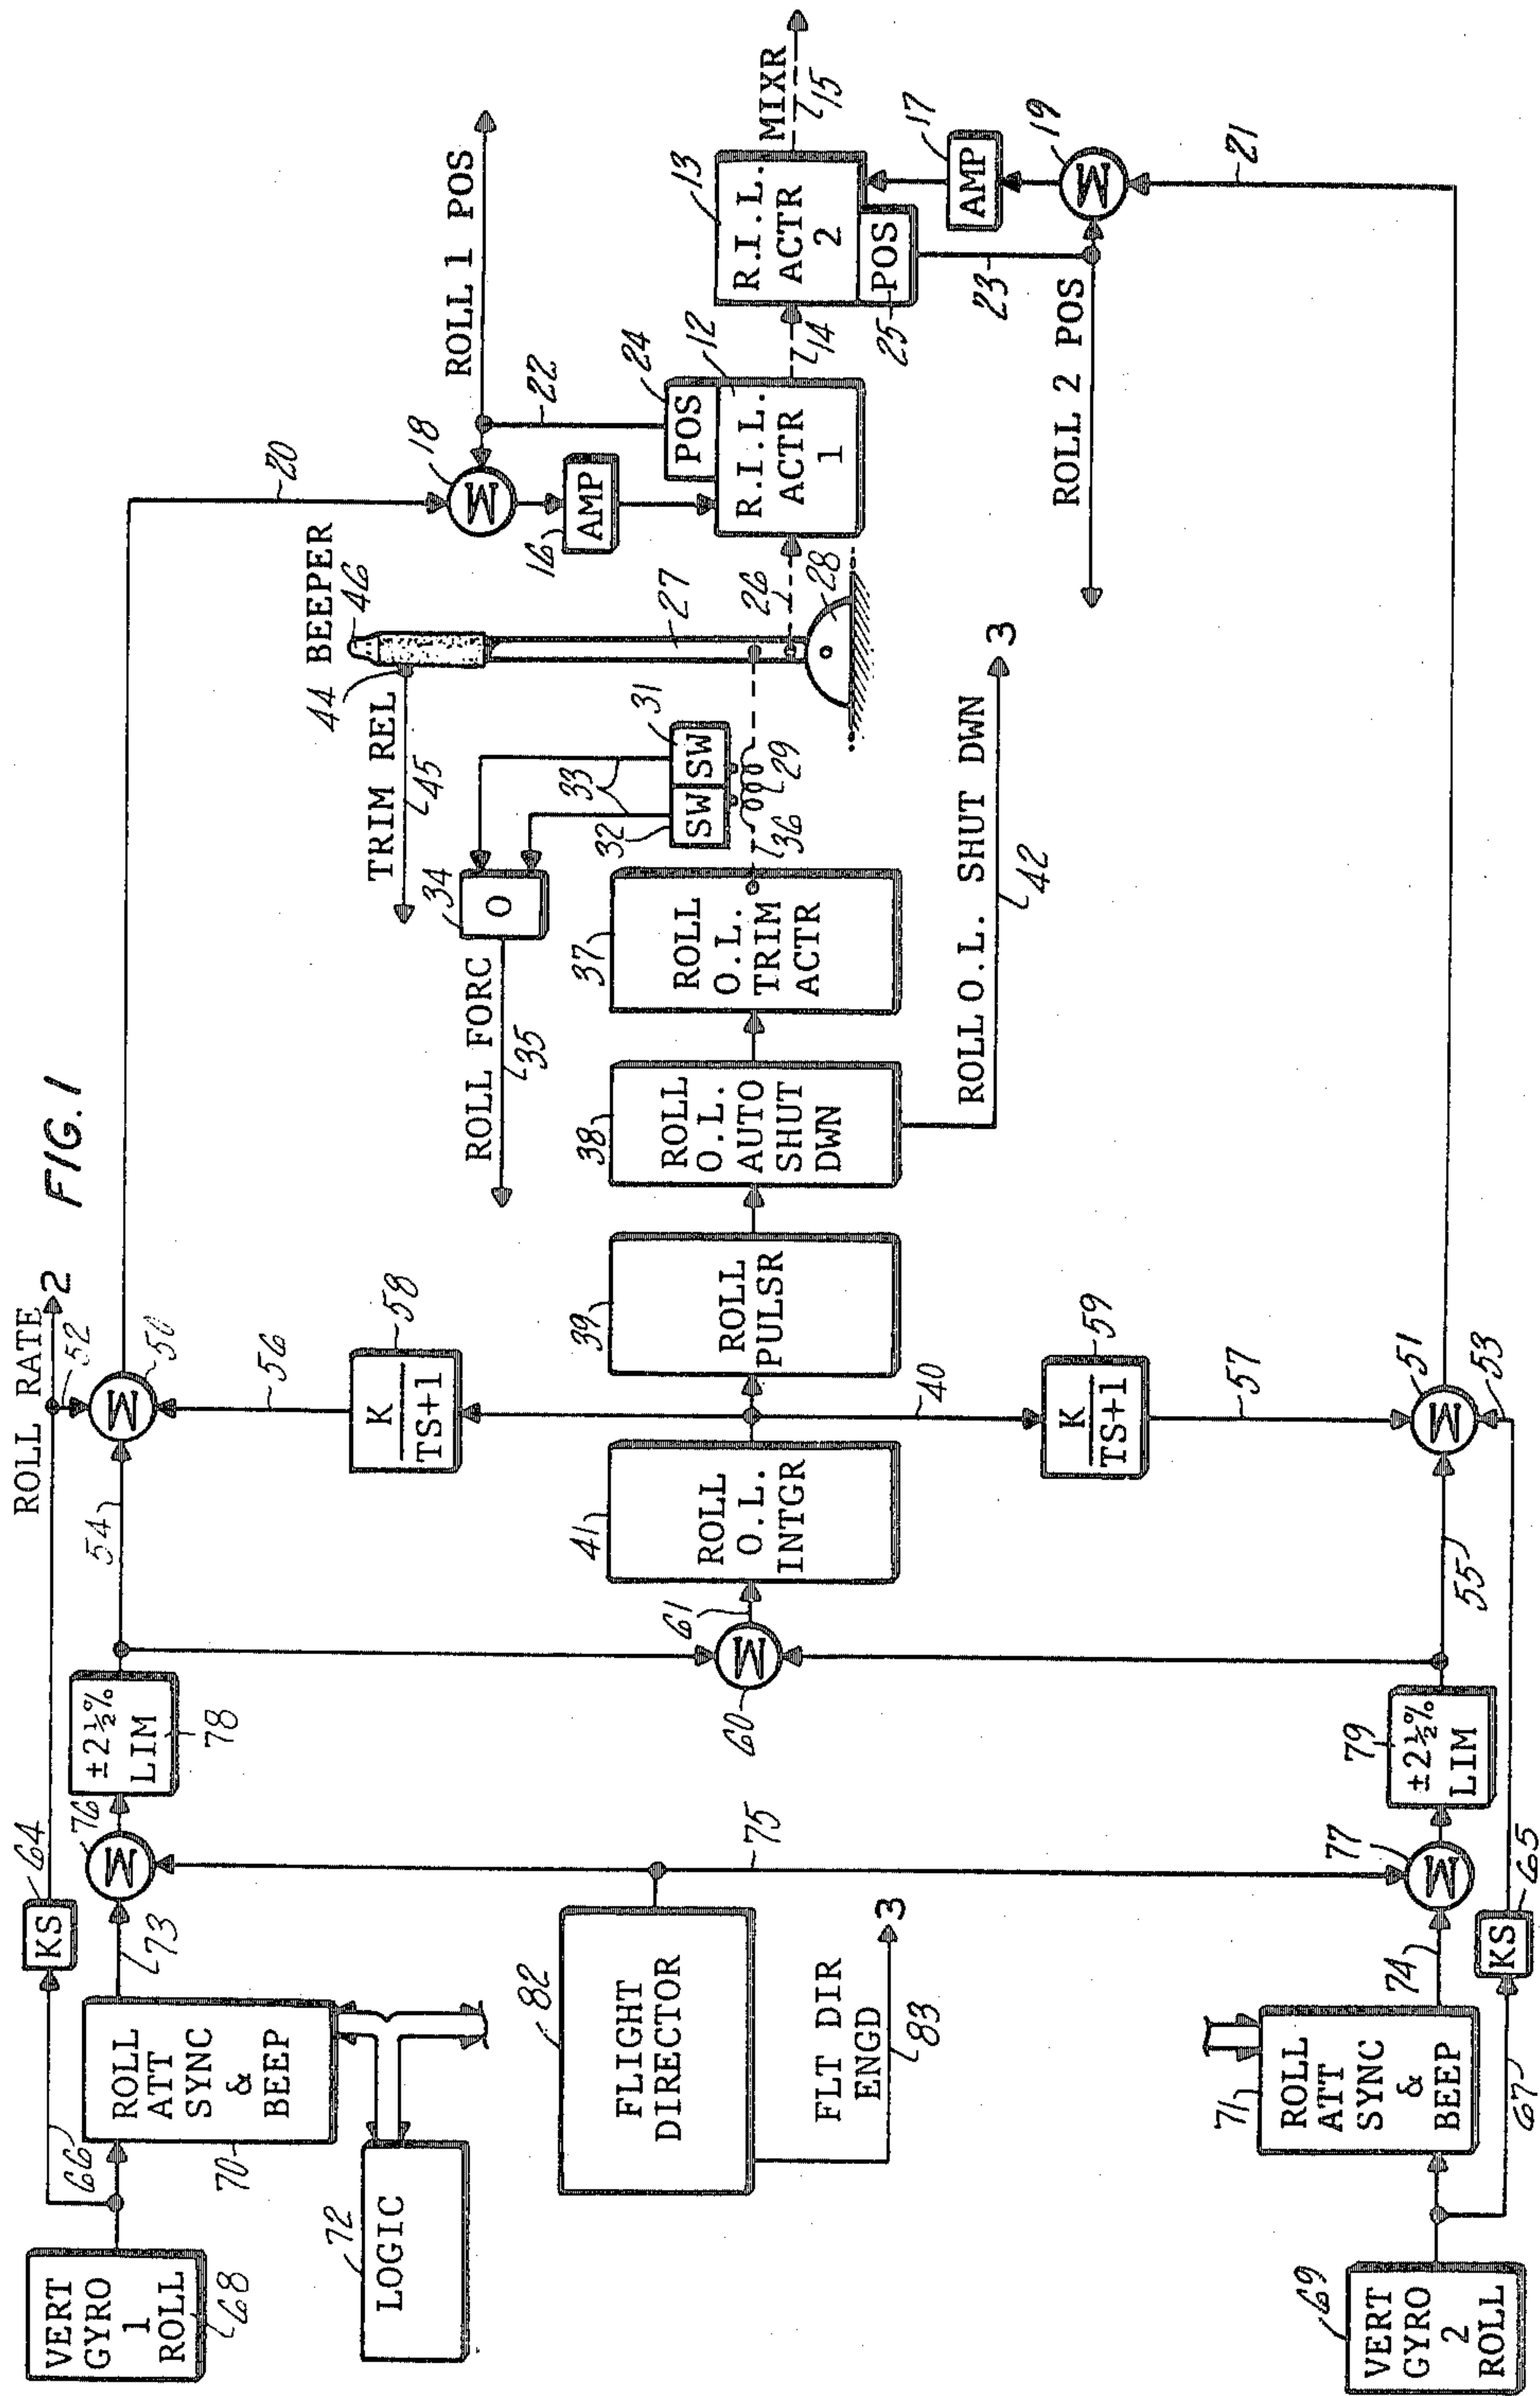 FIG. 1
ROLL RATE
2
64
KS
66
VERT
GYRO
1
ROLL
68
ROLL
ATT
SYNC
&
BEEP
70
LOGIC
72
73
76
±2½%
LIM
78
54
52
50
56
K
TS+1
58
20
18
16
AMP
ROLL 1 POS
22
24
POS
12
R.I.L.
ACTR
1
14
13
R.I.L.
ACTR
2
POS
25
MIXR
15
17
AMP
19
21
23
ROLL 2 POS
44 BEEPER
46
TRIM REL
45
27
26
28
31
SW
SW
32
33
29
36
34
O
ROLL FORC
35
37
ROLL
O.L.
TRIM
ACTR
38
ROLL
O.L.
AUTO
SHUT
DWN
ROLL O.L. SHUT DWN
3
42
39
ROLL
PULSR
40
41
ROLL
O.L.
INTGR
61
60
K
TS+1
59
57
51
53
55
FLIGHT
DIRECTOR
82
FLT DIR
ENGD
3
83
75
77
79
±2½%
LIM
74
65
KS
67
71
ROLL
ATT
SYNC
&
BEEP
69
VERT
GYRO
2
ROLL
Σ
Σ
Σ
Σ
Σ
Σ
Σ